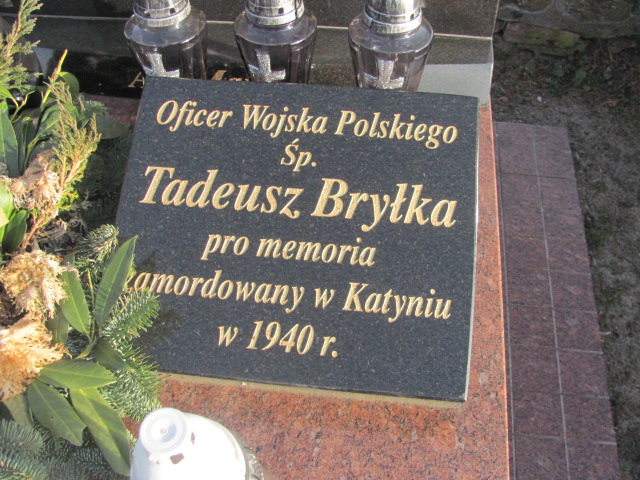 Oficer Wojska Polskiego
Śp.
Tadeusz Bryłka
pro memoria
zamordowany w Katyniu
w 1940 r.